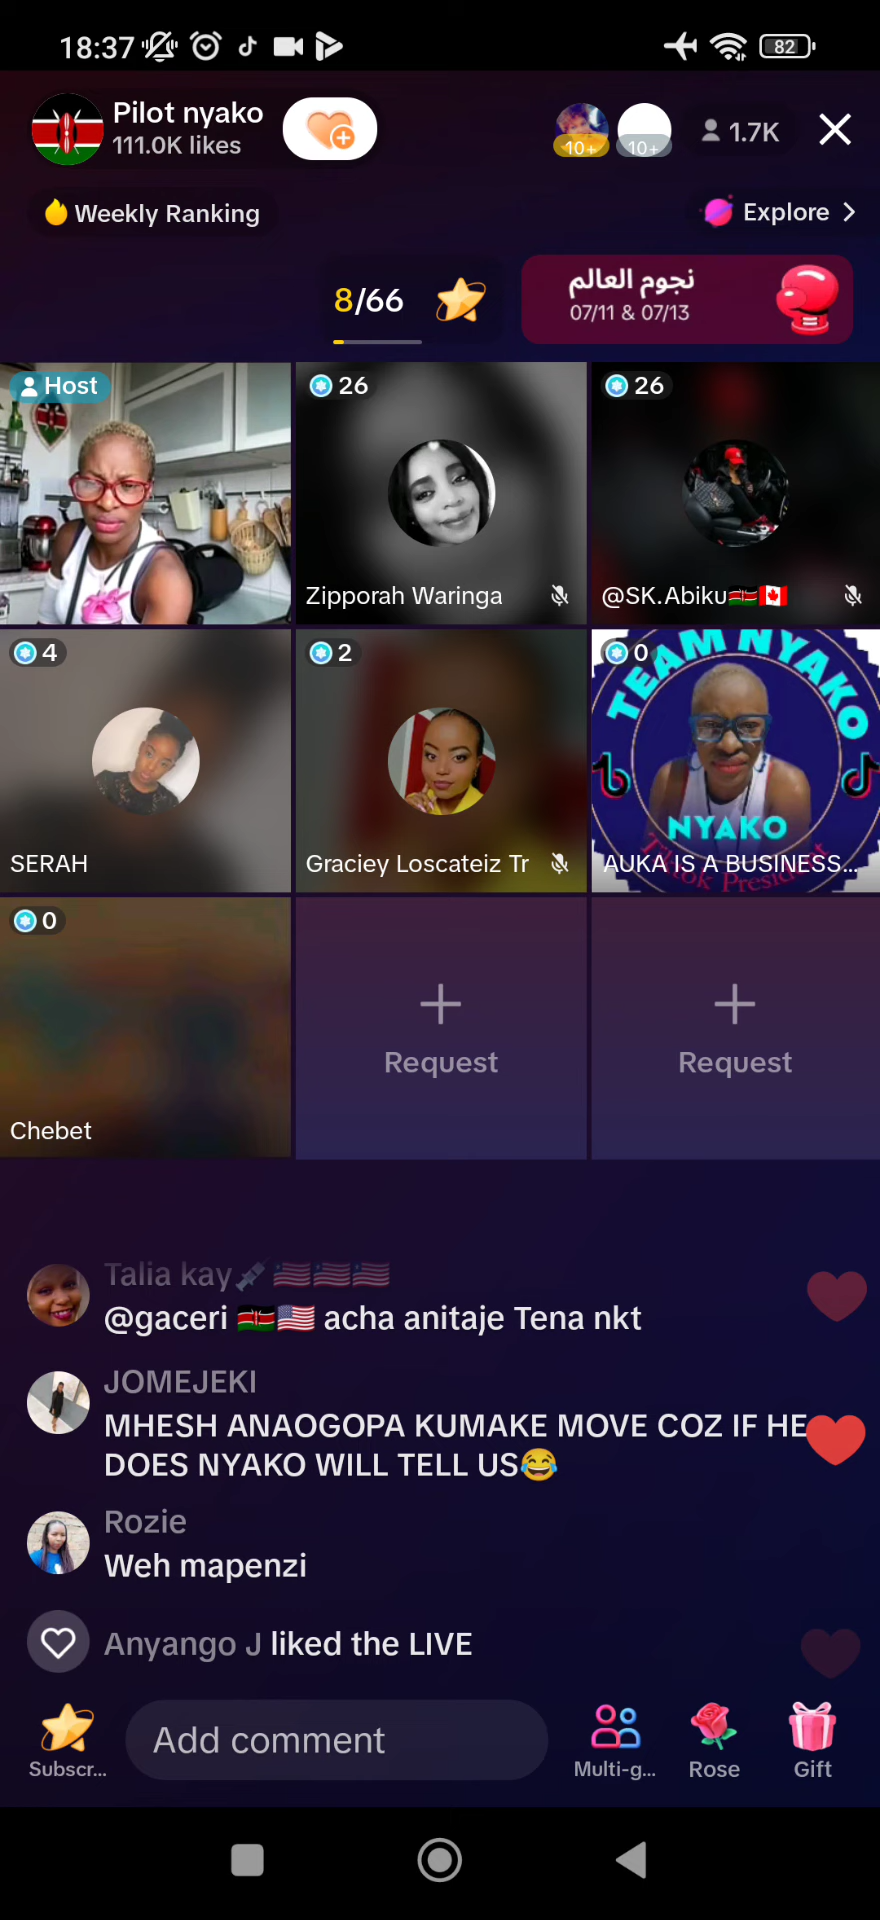 18:37
82
Pilot nyako
111.0K likes
10+
10+
1.7K
Weekly Ranking
Explore
8/66
نجوم العالم
07/11 & 07/13
Host
26
26
Zipporah Waringa
@SK.Abiku🇰🇪🇨🇦
4
2
0
TEAM NYAKO
NYAKO
Tiktok President
SERAH
Graciey Loscateiz Tr
AUKA IS A BUSINESS...
0
Request
Request
Chebet
Talia kay💉🇱🇷🇱🇷🇱🇷
@gaceri 🇰🇪🇺🇸 acha anitaje Tena nkt
JOMEJEKI
MHESH ANAOGOPA KUMAKE MOVE COZ IF HE
DOES NYAKO WILL TELL US😂
Rozie
Weh mapenzi
Anyango J liked the LIVE
Add comment
Subscr...
Multi-g...
Rose
Gift